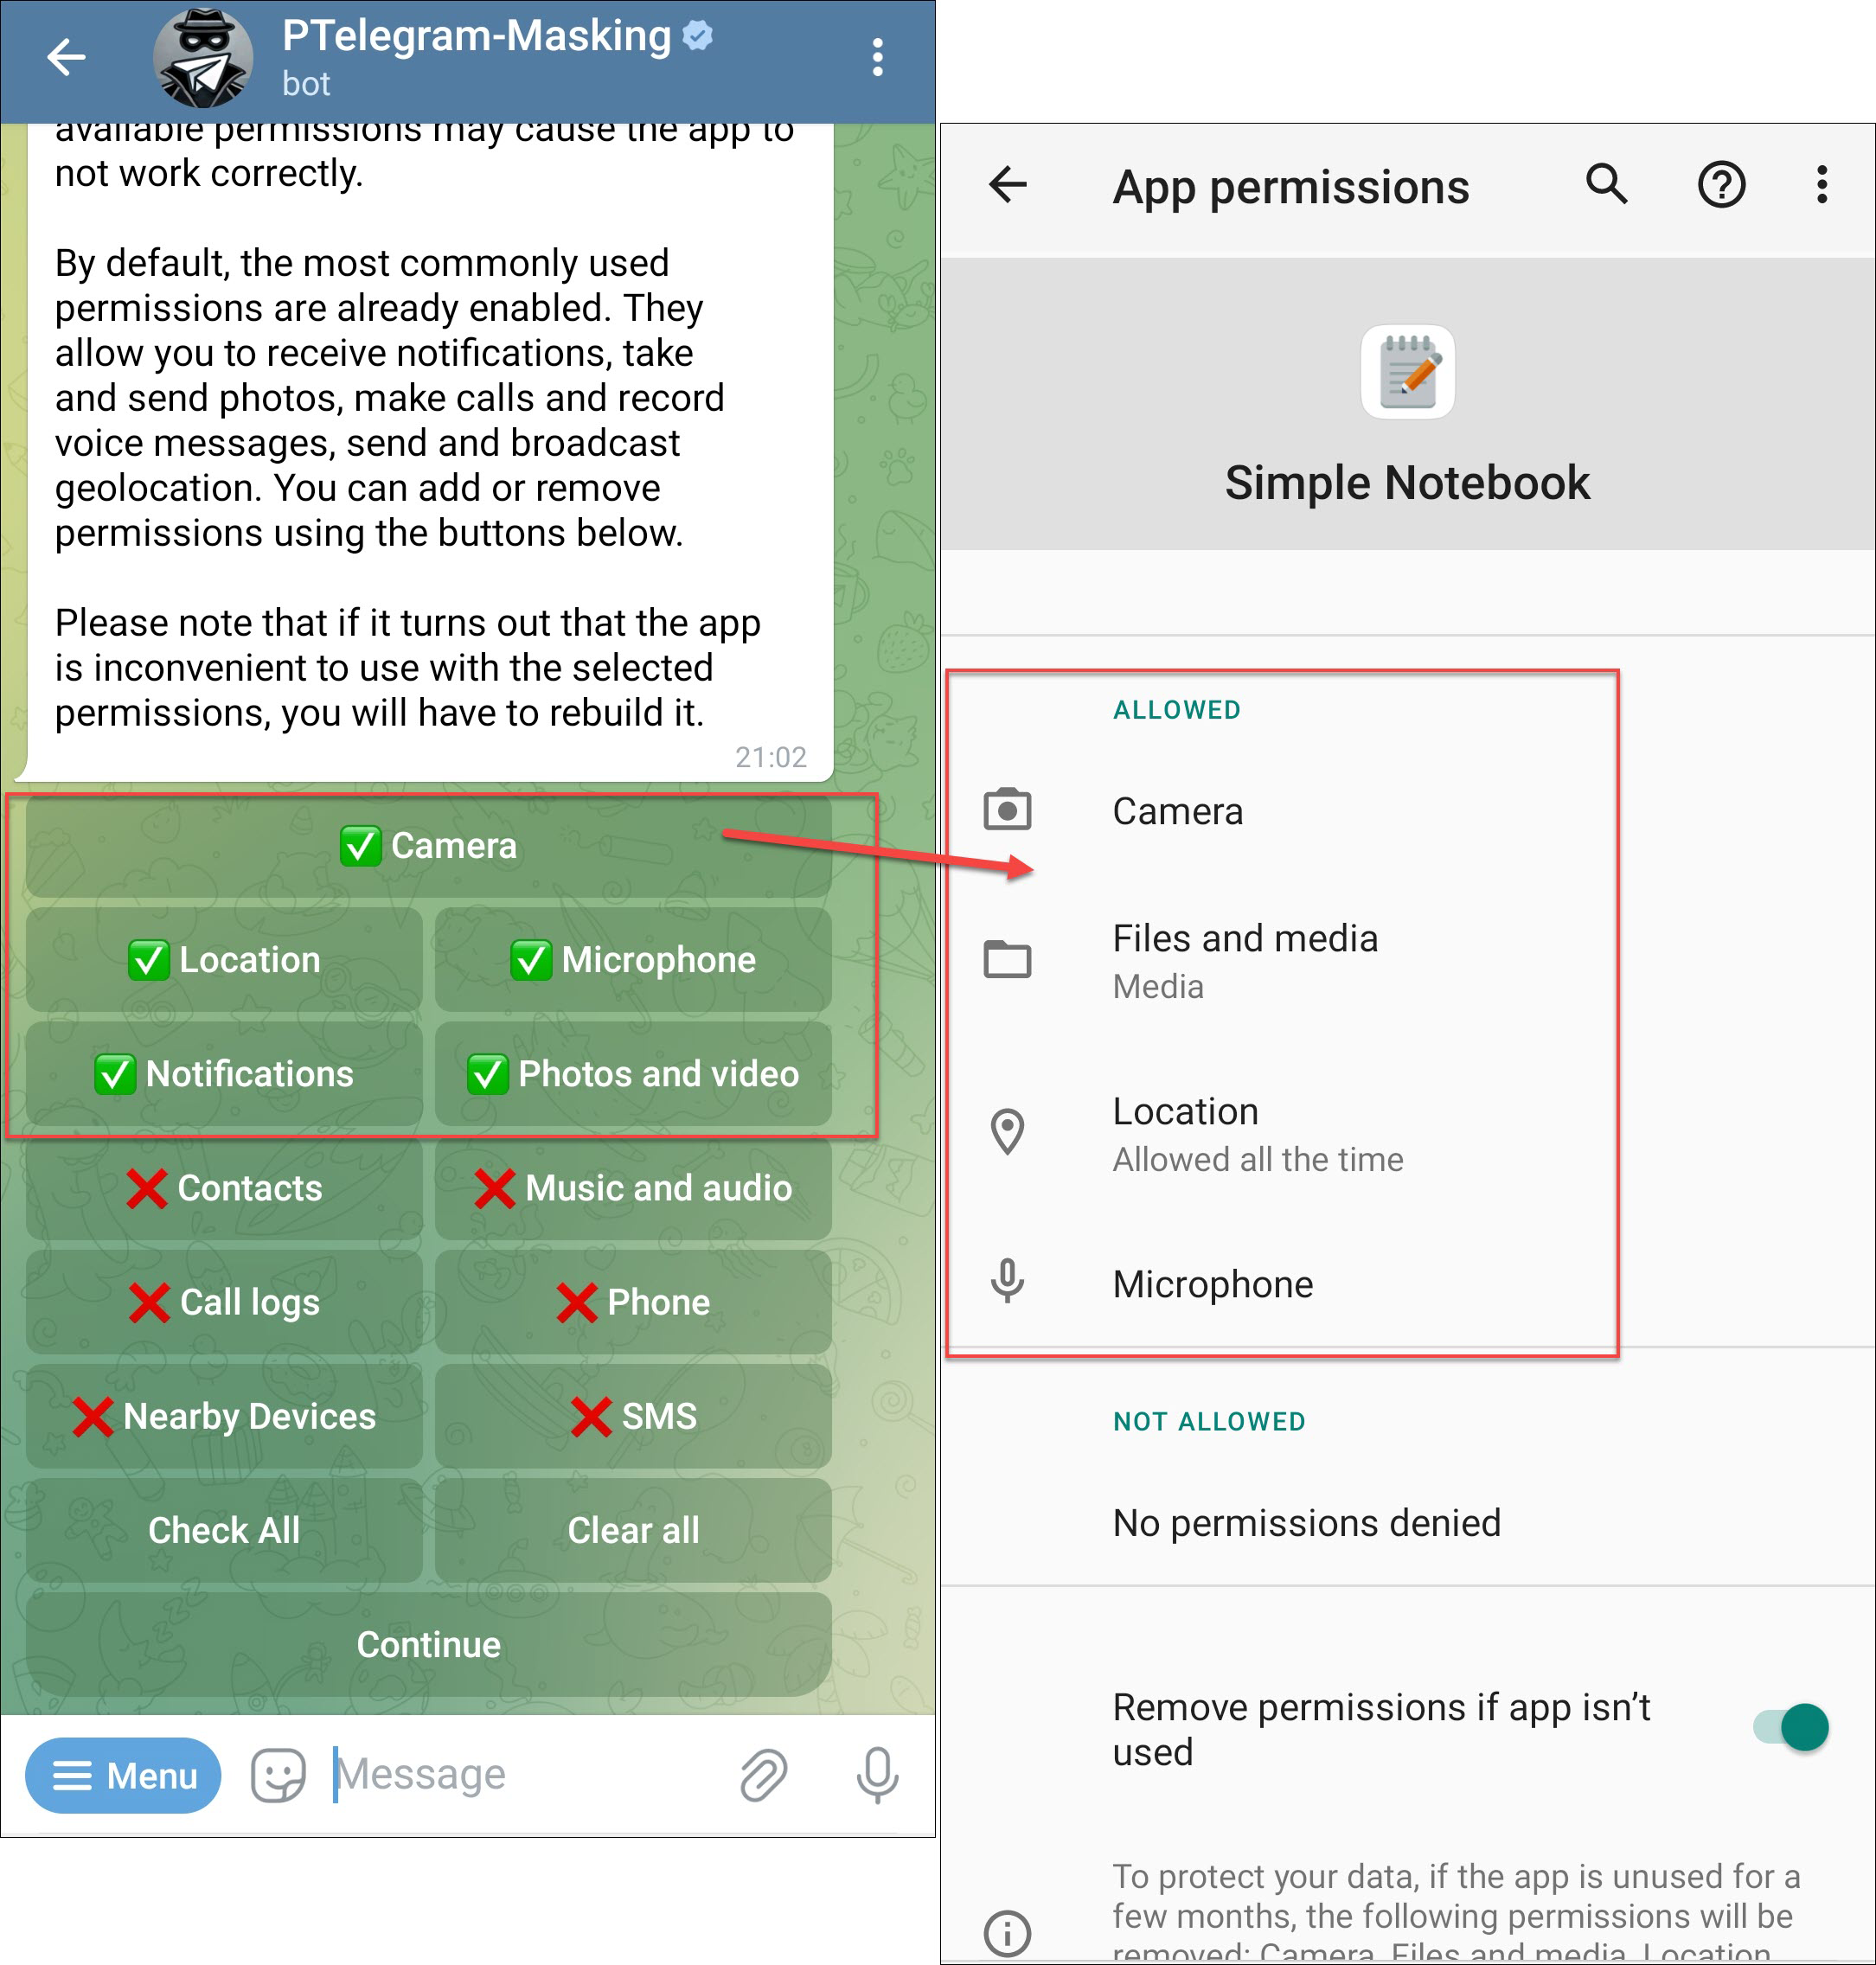 PTelegram-Masking
bot
available permissions may cause the app to
not work correctly.
By default, the most commonly used
permissions are already enabled. They
allow you to receive notifications, take
and send photos, make calls and record
voice messages, send and broadcast
geolocation. You can add or remove
permissions using the buttons below.
Please note that if it turns out that the app
is inconvenient to use with the selected
permissions, you will have to rebuild it.
21:02
✅ Camera
✅ Location
✅ Microphone
✅ Notifications
✅ Photos and video
❌ Contacts
❌ Music and audio
❌ Call logs
❌ Phone
❌ Nearby Devices
❌ SMS
Check All
Clear all
Continue
Menu
Message
App permissions
Simple Notebook
ALLOWED
Camera
Files and media
Media
Location
Allowed all the time
Microphone
NOT ALLOWED
No permissions denied
Remove permissions if app isn’t
used
To protect your data, if the app is unused for a
few months, the following permissions will be
removed: Camera, Files and media, Location